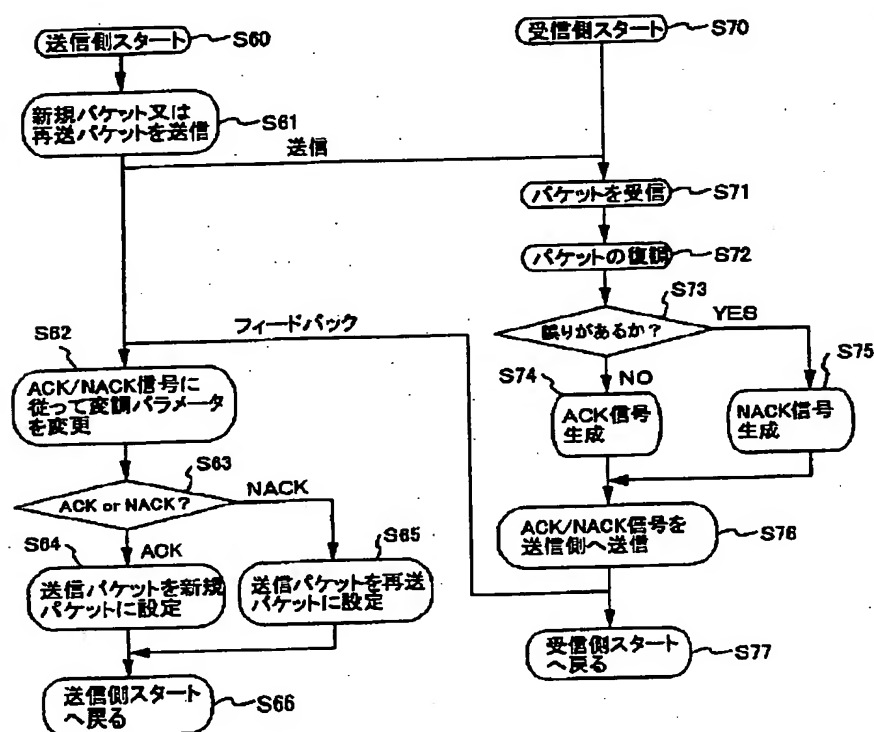 送信側スタート S60
新規パケット又は
再送パケットを送信 S61
送信
S62
ACK/NACK信号に
従って変調パラメータ
を変更
S63
ACK or NACK?
NACK
ACK
S64
送信パケットを新規
パケットに設定
S65
送信パケットを再送
パケットに設定
送信側スタート
へ戻る S66
受信側スタート S70
パケットを受信 S71
パケットの復調 S72
S73
誤りがあるか?
YES
NO
S74
ACK信号
生成
S75
NACK信号
生成
ACK/NACK信号を
送信側へ送信 S76
フィードバック
受信側スタート
へ戻る S77